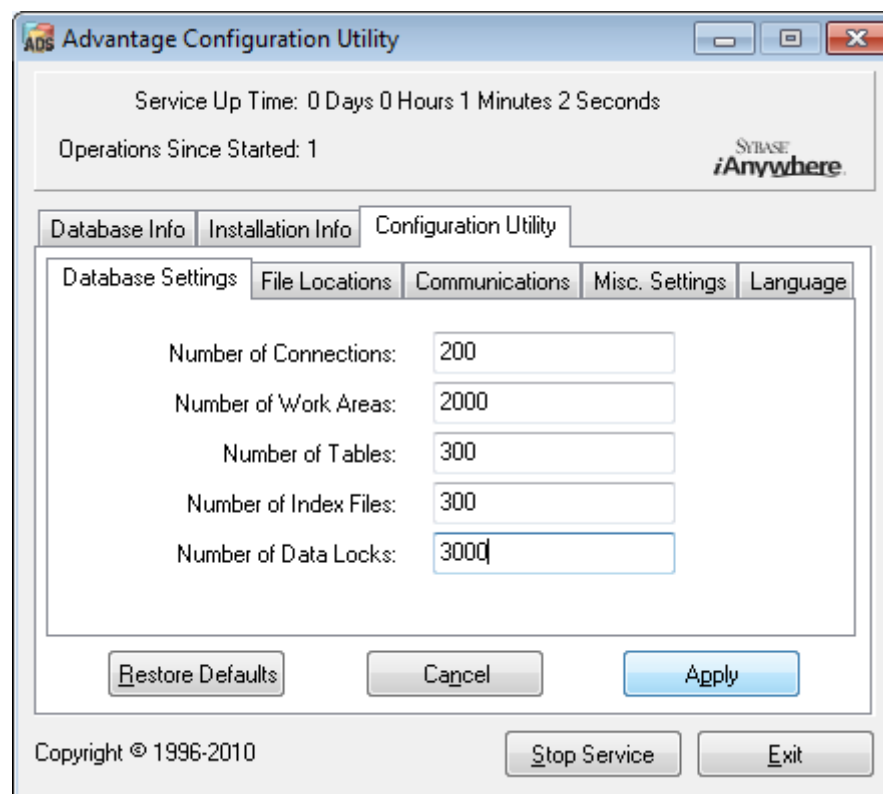 ADS Advantage Configuration Utility
Service Up Time: 0 Days 0 Hours 1 Minutes 2 Seconds
Operations Since Started: 1
SYBASE
iAnywhere.
Database Info Installation Info Configuration Utility
Database Settings File Locations Communications Misc. Settings Language
Number of Connections: 200
Number of Work Areas: 2000
Number of Tables: 300
Number of Index Files: 300
Number of Data Locks: 3000
Restore Defaults Cancel Apply
Copyright © 1996-2010 Stop Service Exit